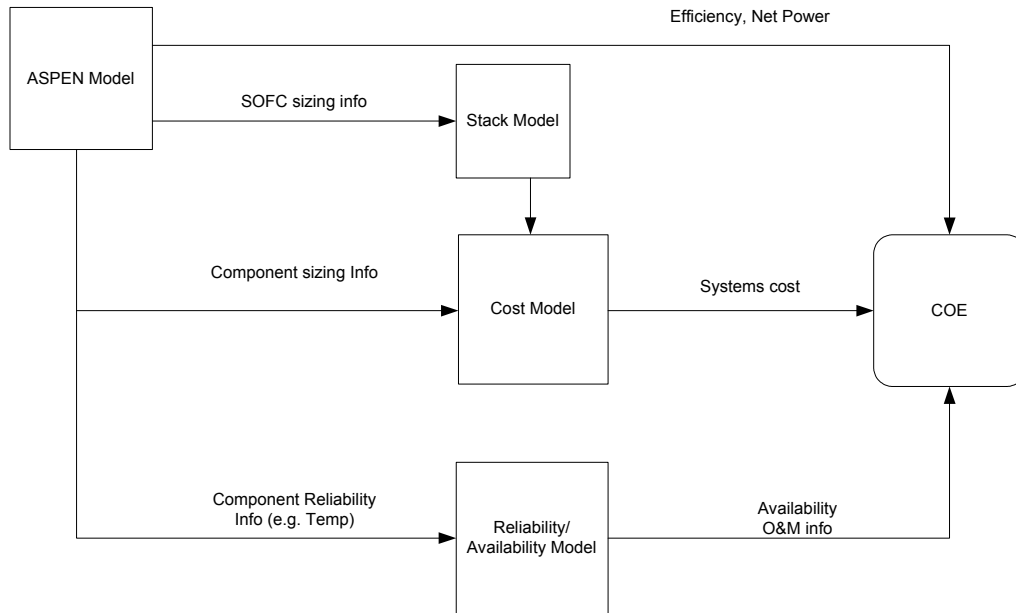 Efficiency, Net Power
ASPEN Model
SOFC sizing info
Stack Model
Component sizing Info
Systems cost
Cost Model
COE
Component Reliability
Info (e.g. Temp)
Availability
O&M info
Reliability/
Availability Model